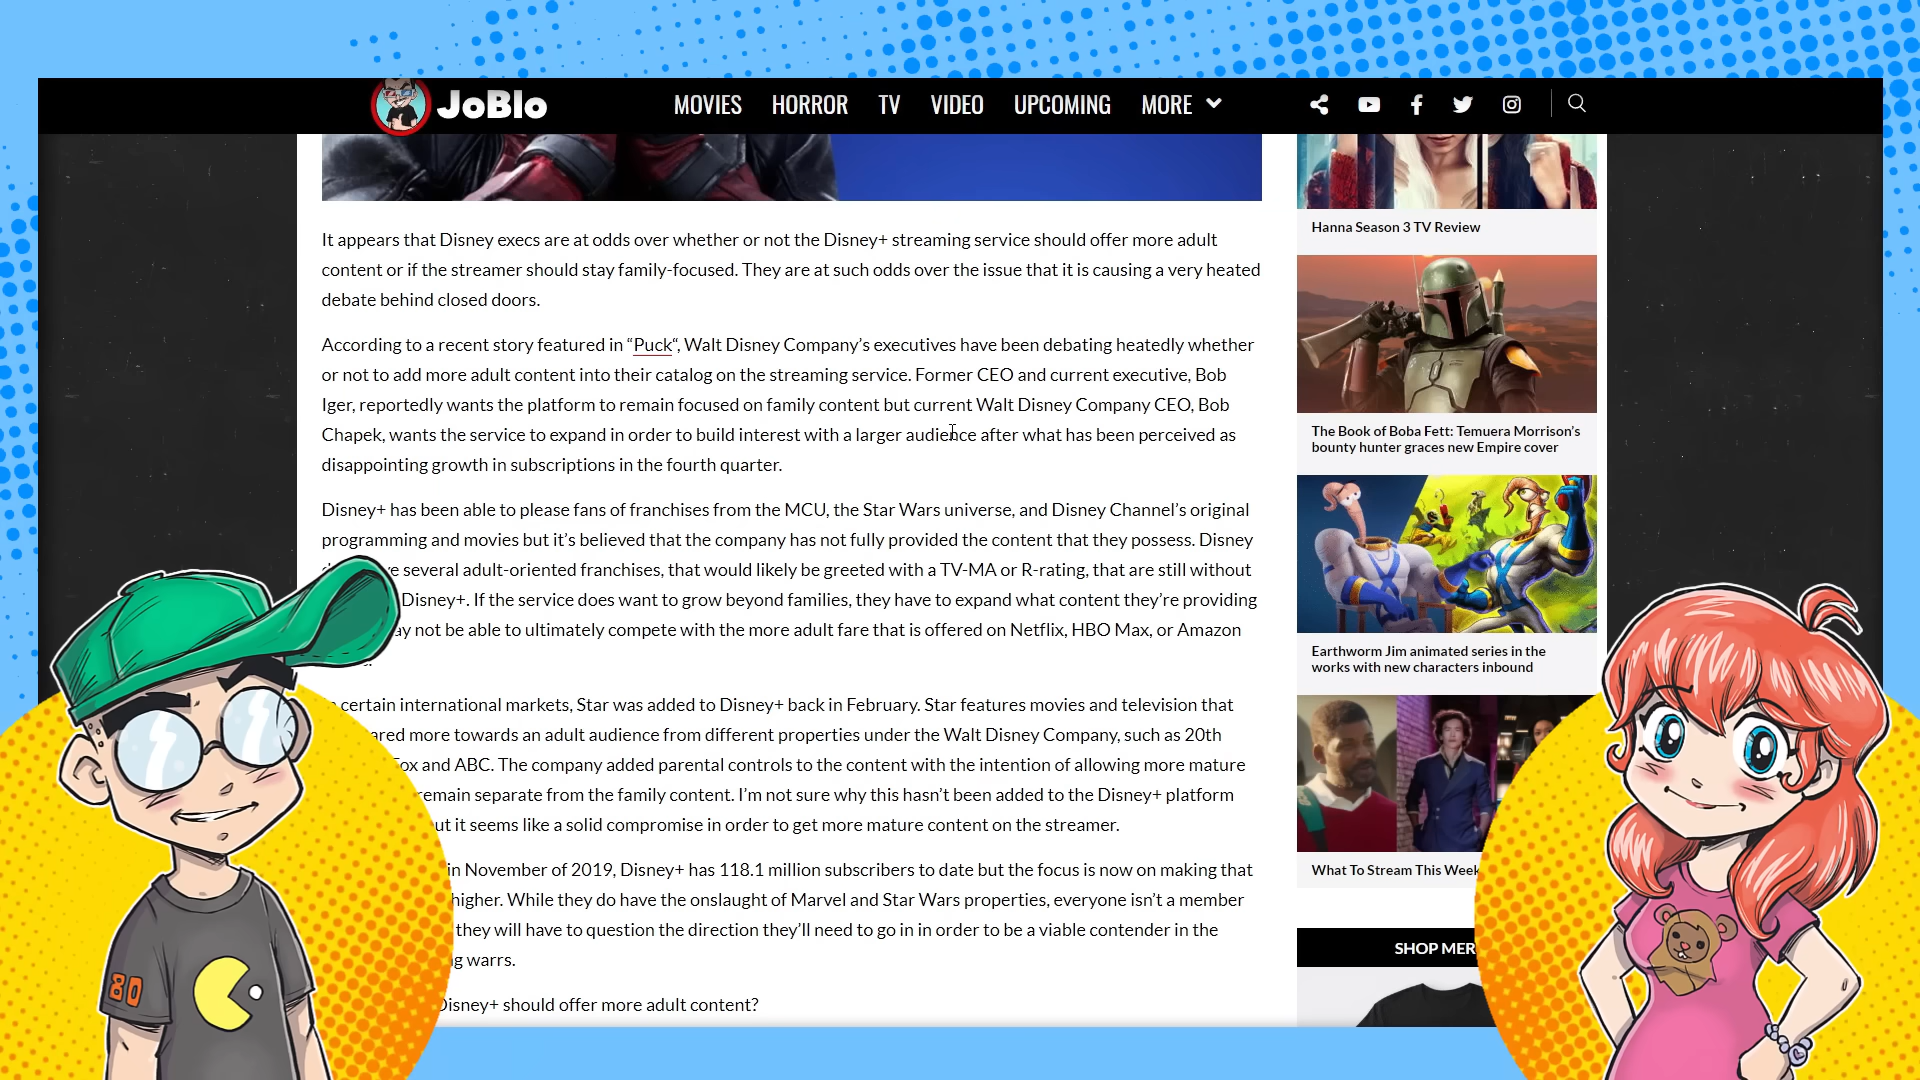 JoBlo
MOVIES HORROR TV VIDEO UPCOMING MORE
It appears that Disney execs are at odds over whether or not the Disney+ streaming service should offer more adult
content or if the streamer should stay family-focused. They are at such odds over the issue that it is causing a very heated
debate behind closed doors.
According to a recent story featured in “Puck“, Walt Disney Company’s executives have been debating heatedly whether
or not to add more adult content into their catalog on the streaming service. Former CEO and current executive, Bob
Iger, reportedly wants the platform to remain focused on family content but current Walt Disney Company CEO, Bob
Chapek, wants the service to expand in order to build interest with a larger audience after what has been perceived as
disappointing growth in subscriptions in the fourth quarter.
Disney+ has been able to please fans of franchises from the MCU, the Star Wars universe, and Disney Channel’s original
programming and movies but it’s believed that the company has not fully provided the content that they possess. Disney
several adult-oriented franchises, that would likely be greeted with a TV-MA or R-rating, that are still without
Disney+. If the service does want to grow beyond families, they have to expand what content they’re providing
not be able to ultimately compete with the more adult fare that is offered on Netflix, HBO Max, or Amazon
certain international markets, Star was added to Disney+ back in February. Star features movies and television that
more towards an adult audience from different properties under the Walt Disney Company, such as 20th
Fox and ABC. The company added parental controls to the content with the intention of allowing more mature
remain separate from the family content. I’m not sure why this hasn’t been added to the Disney+ platform
it seems like a solid compromise in order to get more mature content on the streamer.
in November of 2019, Disney+ has 118.1 million subscribers to date but the focus is now on making that
higher. While they do have the onslaught of Marvel and Star Wars properties, everyone isn’t a member
they will have to question the direction they’ll need to go in in order to be a viable contender in the
warrs.
Disney+ should offer more adult content?
Hanna Season 3 TV Review
The Book of Boba Fett: Temuera Morrison’s
bounty hunter graces new Empire cover
Earthworm Jim animated series in the
works with new characters inbound
What To Stream This Week
SHOP
80